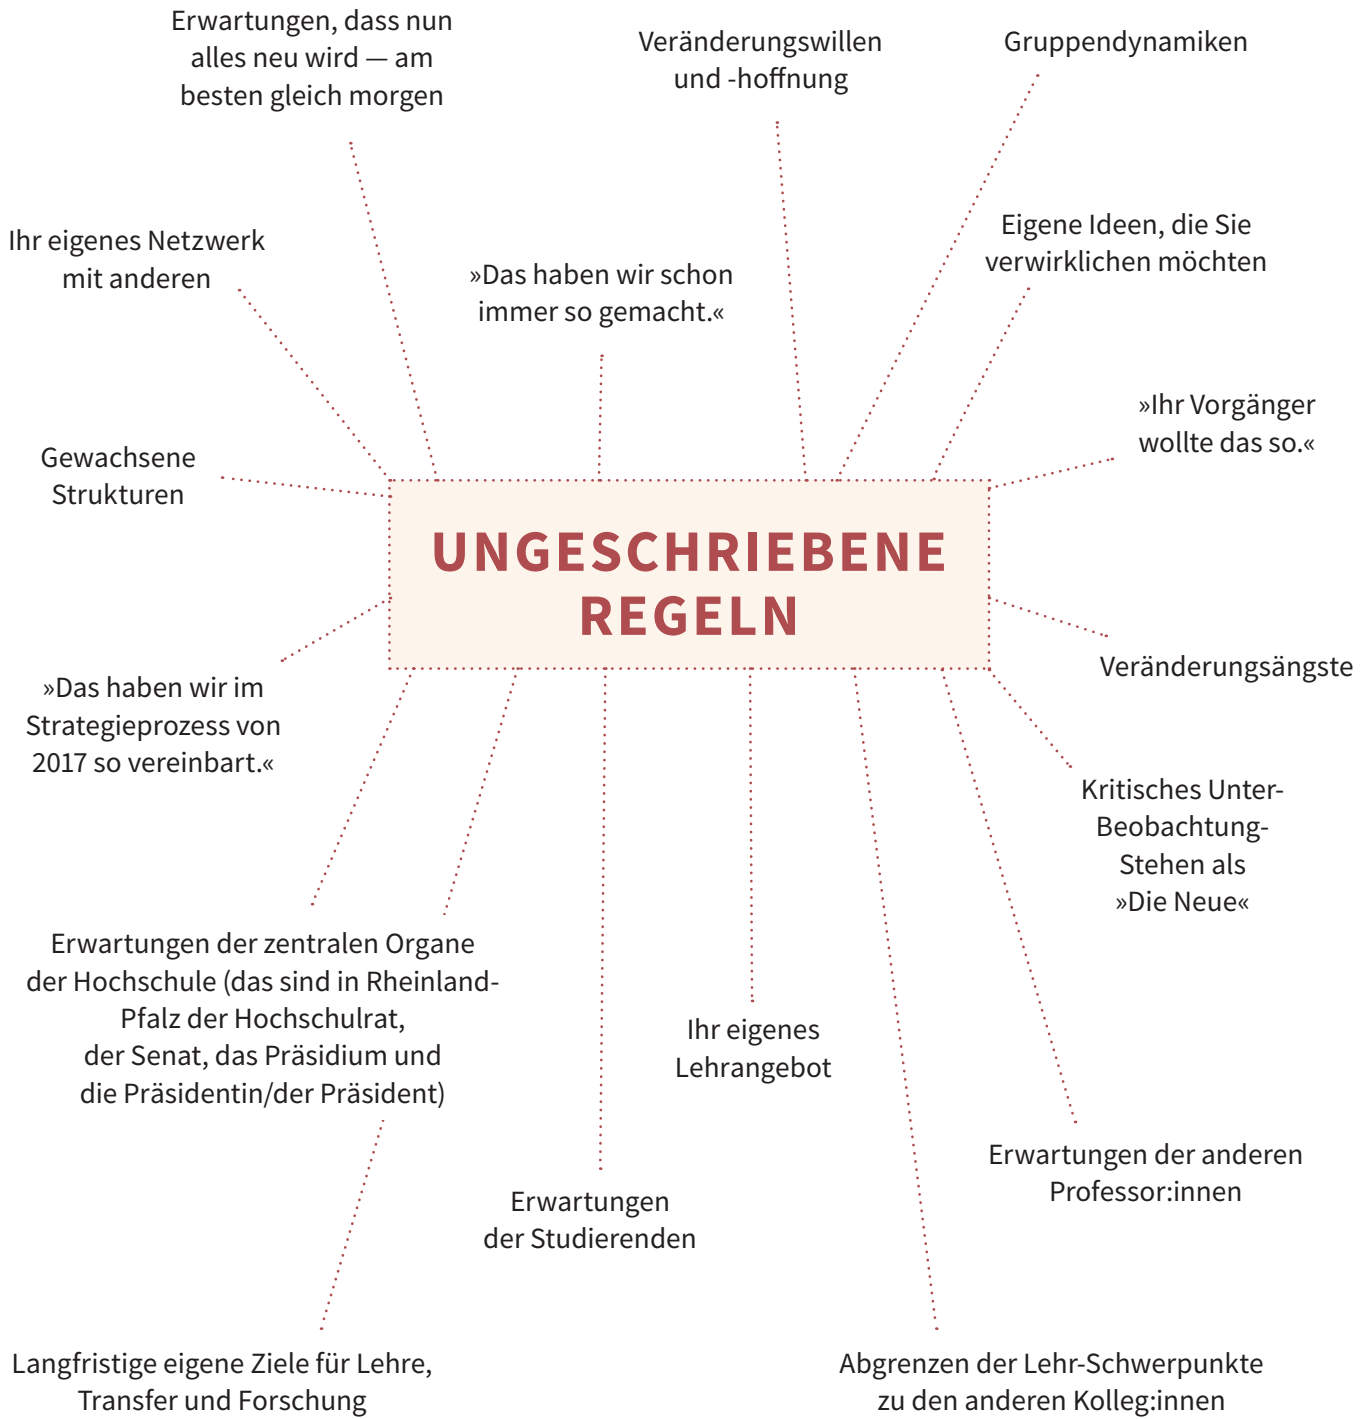 Erwartungen, dass nun
alles neu wird — am
besten gleich morgen
Veränderungswillen
und -hoffnung
Gruppendynamiken
Ihr eigenes Netzwerk
mit anderen
»Das haben wir schon
immer so gemacht.«
Eigene Ideen, die Sie
verwirklichen möchten
»Ihr Vorgänger
wollte das so.«
Gewachsene
Strukturen
UNGESCHRIEBENE
REGELN
»Das haben wir im
Strategieprozess von
2017 so vereinbart.«
Veränderungsängste
Kritisches Unter-
Beobachtung-
Stehen als
»Die Neue«
Erwartungen der zentralen Organe
der Hochschule (das sind in Rheinland-
Pfalz der Hochschulrat,
der Senat, das Präsidium und
die Präsidentin/der Präsident)
Ihr eigenes
Lehrangebot
Erwartungen der anderen
Professor:innen
Erwartungen
der Studierenden
Langfristige eigene Ziele für Lehre,
Transfer und Forschung
Abgrenzen der Lehr-Schwerpunkte
zu den anderen Kolleg:innen